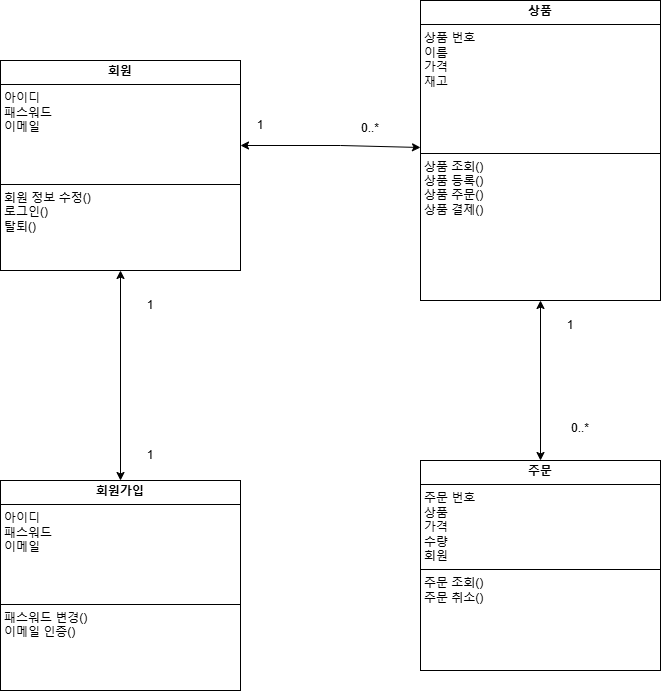 회원
아이디
패스워드
이메일
회원 정보 수정()
로그인()
탈퇴()
1
0..*
상품
상품 번호
이름
가격
재고
상품 조회()
상품 등록()
상품 주문()
상품 결제()
1
1
1
0..*
회원가입
아이디
패스워드
이메일
패스워드 변경()
이메일 인증()
주문
주문 번호
상품
가격
수량
회원
주문 조회()
주문 취소()